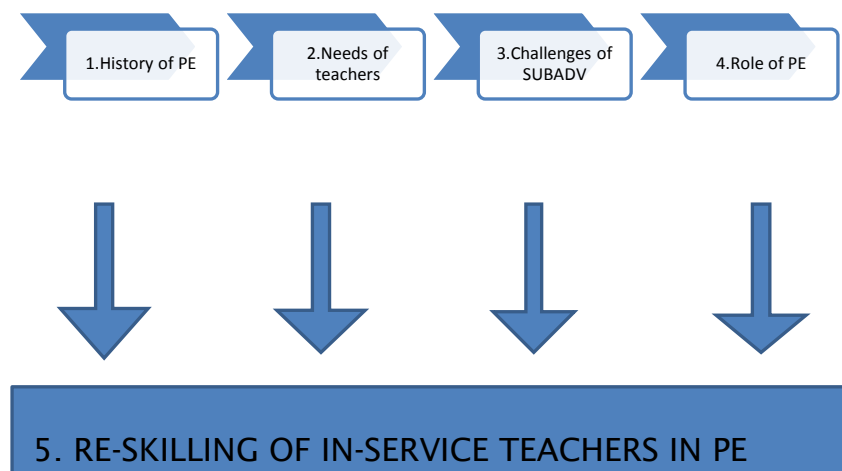 1.History of PE
2.Needs of
teachers
3.Challenges of
SUBADV
4.Role of PE
5. RE-SKILLING OF IN-SERVICE TEACHERS IN PE